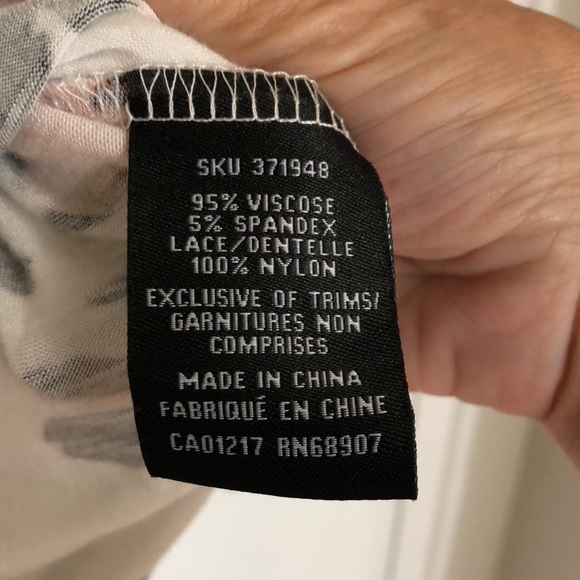 SKU 371948
95% VISCOSE
5% SPANDEX
LACE/DENTELLE
100% NYLON
EXCLUSIVE OF TRIMS/
GARNITURES NON
COMPRISES
MADE IN CHINA
FABRIQUÉ EN CHINE
CA01217 RN68907